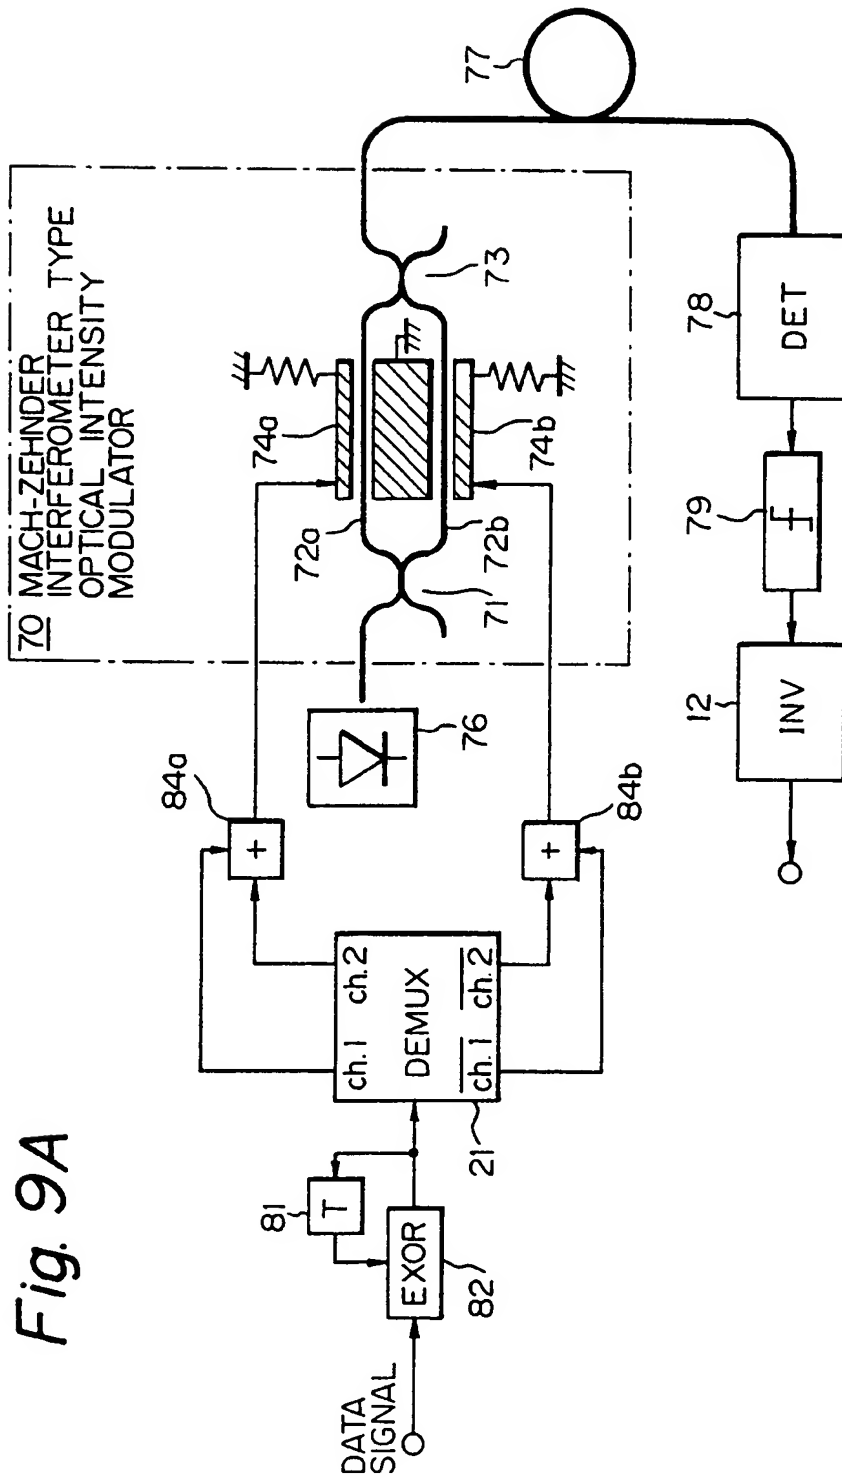 Fig. 9A
70 MACH-ZEHNDER
INTERFEROMETER TYPE
OPTICAL INTENSITY
MODULATOR
DATA
SIGNAL
EXOR
82
T
81
DEMUX
21
ch.1
ch.2
ch.1
ch.2
+
84a
+
84b
76
71
72a
72b
74a
74b
73
77
DET
78
79
INV
12